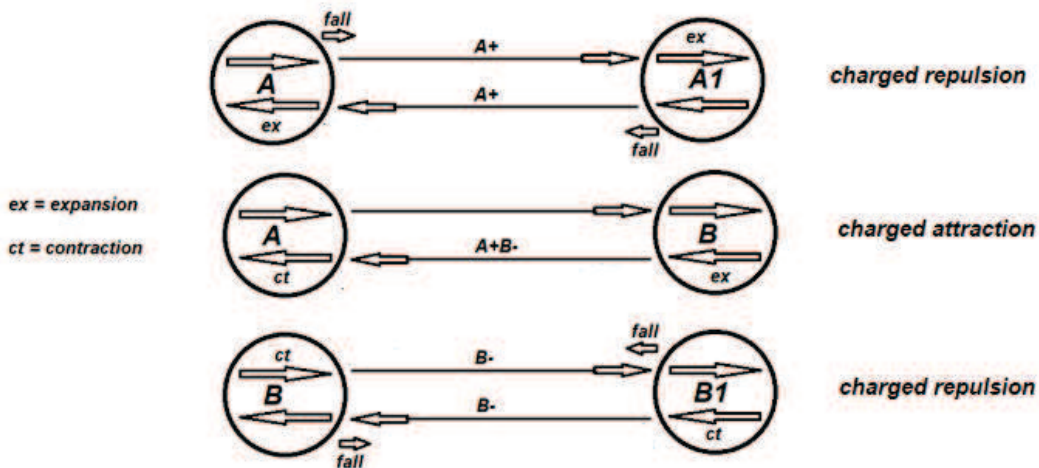 fall
A+
ex
A
A1
charged repulsion
A+
ex
fall
ex = expansion
A
B
charged attraction
ct = contraction
A+B-
ct
ex
fall
ct
B-
B
B1
charged repulsion
B-
ct
fall